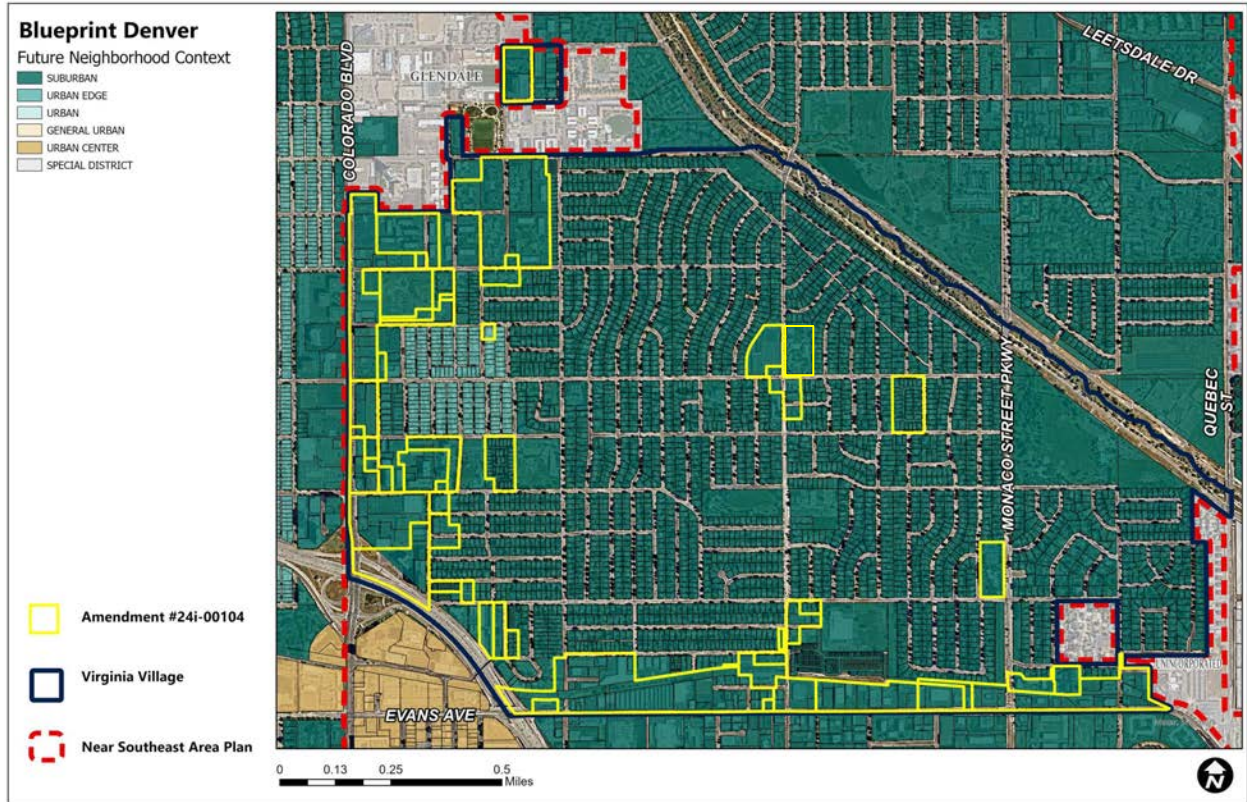 Blueprint Denver
Future Neighborhood Context
SUBURBAN
URBAN EDGE
URBAN
GENERAL URBAN
URBAN CENTER
SPECIAL DISTRICT
COLORADO BLVD
GLENDALE
LEETSDALE DR
MONACO STREET PKWY
QUEBEC
ST
UNINCORPORATED
EVANS AVE
Amendment #24i-00104
Virginia Village
Near Southeast Area Plan
0 0.13 0.25 0.5
Miles
N